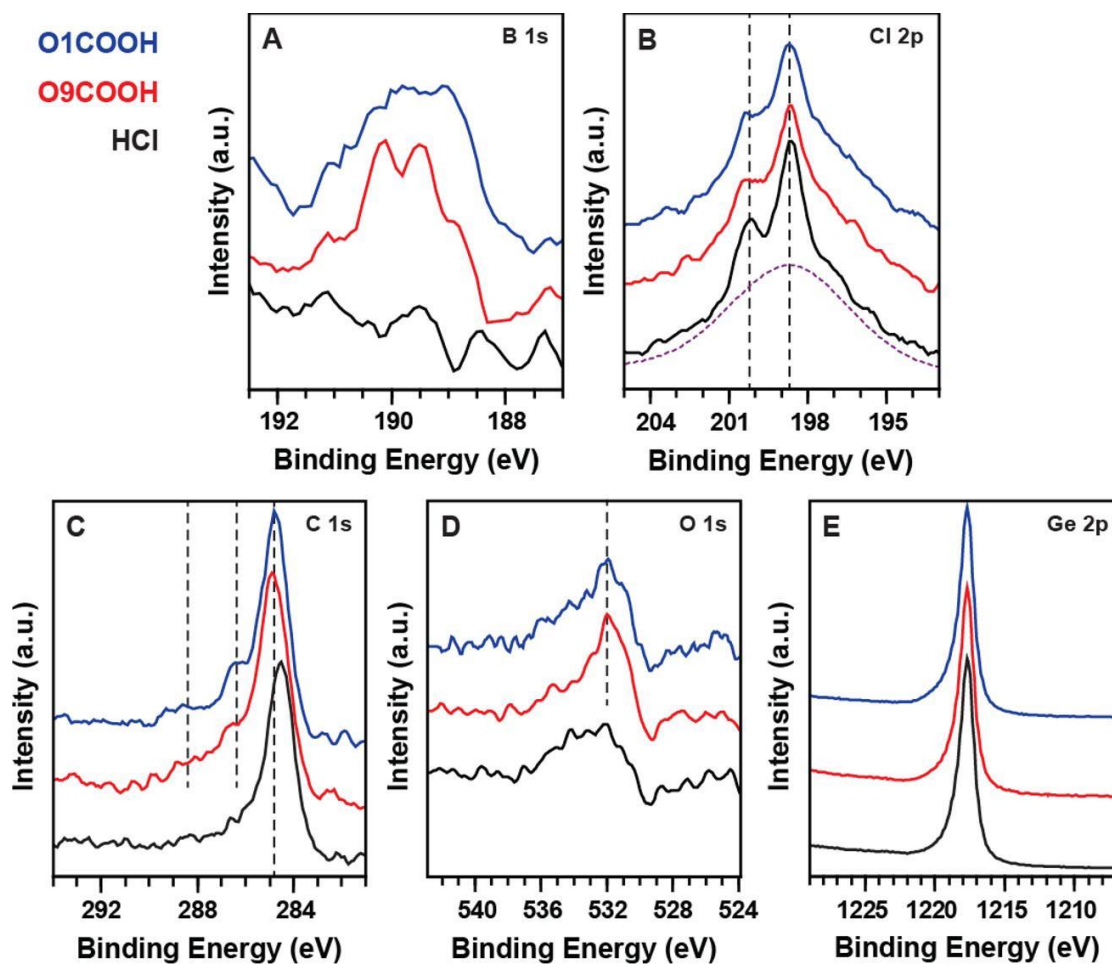 O1COOH
O9COOH
HCl
A
B 1s
Intensity (a.u.)
192 190 188
Binding Energy (eV)
B
Cl 2p
Intensity (a.u.)
204 201 198 195
Binding Energy (eV)
C
C 1s
Intensity (a.u.)
292 288 284
Binding Energy (eV)
D
O 1s
Intensity (a.u.)
540 536 532 528 524
Binding Energy (eV)
E
Ge 2p
Intensity (a.u.)
1225 1220 1215 1210
Binding Energy (eV)